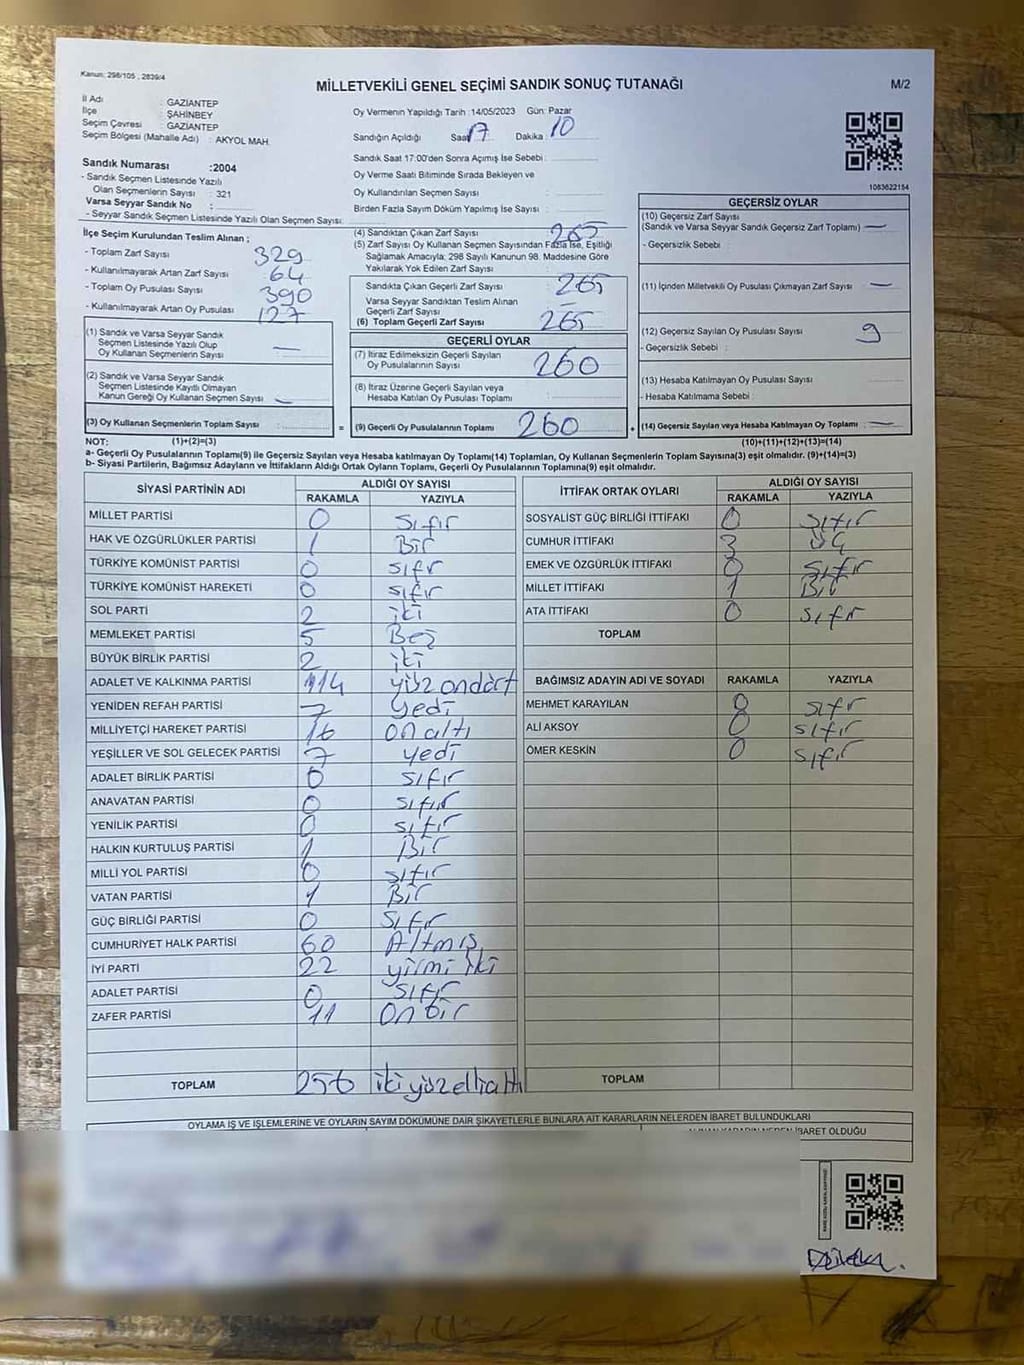 Kanun: 298/105 , 2839/4
MİLLETVEKİLİ GENEL SEÇİMİ SANDIK SONUÇ TUTANAĞI
M/2
İl Adı : GAZİANTEP
İlçe : ŞAHİNBEY
Seçim Çevresi : GAZİANTEP
Seçim Bölgesi (Mahalle Adı) : AKYOL MAH.
Oy Vermenin Yapıldığı Tarih :14/05/2023 Gün: Pazar
Sandığın Açıldığı Saat 17 Dakika 10
Sandık Saat 17:00'den Sonra Açımış İse Sebebi :
Oy Verme Saati Bitiminde Sırada Bekleyen ve
Oy Kullandırılan Seçmen Sayısı :
Birden Fazla Sayım Döküm Yapılmış İse Sayısı :
1083622154
Sandık Numarası :2004
- Sandık Seçmen Listesinde Yazılı
Olan Seçmenlerin Sayısı : 321
Varsa Seyyar Sandık No :
- Seyyar Sandık Seçmen Listesinde Yazılı Olan Seçmen Sayısı:
İlçe Seçim Kurulundan Teslim Alınan ;
- Toplam Zarf Sayısı 329
- Kullanılmayarak Artan Zarf Sayısı 64
- Toplam Oy Pusulası Sayısı 390
- Kullanılmayarak Artan Oy Pusulası 127
(4) Sandıktan Çıkan Zarf Sayısı 265
(5) Zarf Sayısı Oy Kullanan Seçmen Sayısından Fazla İse, Eşitliği
Sağlamak Amacıyla; 298 Sayılı Kanunun 98. Maddesine Göre
Yakılarak Yok Edilen Zarf Sayısı :
Sandıkta Çıkan Geçerli Zarf Sayısı : 265
Varsa Seyyar Sandıktan Teslim Alınan
Geçerli Zarf Sayısı : —
(6) Toplam Geçerli Zarf Sayısı : 265
GEÇERSİZ OYLAR
(10) Geçersiz Zarf Sayısı
(Sandık ve Varsa Seyyar Sandık Geçersiz Zarf Toplamı) —
- Geçersizlik Sebebi :
(11) İçinden Milletvekili Oy Pusulası Çıkmayan Zarf Sayısı —
(12) Geçersiz Sayılan Oy Pusulası Sayısı 9
- Geçersizlik Sebebi :
(13) Hesaba Katılmayan Oy Pusulası Sayısı
- Hesaba Katılmama Sebebi :
(14) Geçersiz Sayılan veya Hesaba Katılmayan Oy Toplamı : —
(10)+(11)+(12)+(13)=(14)
(1) Sandık ve Varsa Seyyar Sandık
Seçmen Listesinde Yazılı Olup
Oy Kullanan Seçmenlerin Sayısı —
(2) Sandık ve Varsa Seyyar Sandık
Seçmen Listesinde Kayıtlı Olmayan
Kanun Gereği Oy Kullanan Seçmen Sayısı —
(3) Oy Kullanan Seçmenlerin Toplam Sayısı :
GEÇERLİ OYLAR
(7) İtiraz Edilmeksizin Geçerli Sayılan
Oy Pusulalarının Sayısı : 260
(8) İtiraz Üzerine Geçerli Sayılan veya
Hesaba Katılan Oy Pusulası Toplamı :
= (9) Geçerli Oy Pusulalarının Toplamı : 260 +
NOT: (1)+(2)=(3)
a- Geçerli Oy Pusulasının Toplamı(9) ile Geçersiz Sayılan veya Hesaba katılmayan Oy Toplamı(14) Toplamları, Oy Kullanan Seçmenlerin Toplam Sayısına(3) eşit olmalıdır. (9)+(14)=(3)
b- Siyasi Partilerin, Bağımsız Adayların ve İttifakların Aldığı Ortak Oyların Toplamı, Geçerli Oy Pusulalarının Toplamına(9) eşit olmalıdır.
SİYASİ PARTİNİN ADI ALDIĞI OY SAYISI
RAKAMLA YAZIYLA
MİLLET PARTİSİ 0 Sıfır
HAK VE ÖZGÜRLÜKLER PARTİSİ 1 Bir
TÜRKİYE KOMÜNİST PARTİSİ 0 sıfr
TÜRKİYE KOMÜNİST HAREKETİ 0 sıfır
SOL PARTİ 2 iki
MEMLEKET PARTİSİ 5 Beş
BÜYÜK BİRLİK PARTİSİ 2 iki
ADALET VE KALKINMA PARTİSİ 114 yüz ondört
YENİDEN REFAH PARTİSİ 7 yedi
MİLLİYETÇİ HAREKET PARTİSİ 16 on altı
YEŞİLLER VE SOL GELECEK PARTİSİ 7 yedi
ADALET BİRLİK PARTİSİ 0 sıfır
ANAVATAN PARTİSİ 0 sıfır
YENİLİK PARTİSİ 0 sıfır
HALKIN KURTULUŞ PARTİSİ 1 Bir
MİLLİ YOL PARTİSİ 0 sıfır
VATAN PARTİSİ 1 Bir
GÜÇ BİRLİĞİ PARTİSİ 0 Sıfr
CUMHURİYET HALK PARTİSİ 60 Altmış
İYİ PARTİ 22 yirmi iki
ADALET PARTİSİ 0 sıfır
ZAFER PARTİSİ 11 On bir
TOPLAM 256 iki yüz elli altı
İTTİFAK ORTAK OYLARI ALDIĞI OY SAYISI
RAKAMLA YAZIYLA
SOSYALİST GÜÇ BİRLİĞİ İTTİFAKI 0 sıfır
CUMHUR İTTİFAKI 3 üç
EMEK VE ÖZGÜRLÜK İTTİFAKI 0 sıfır
MİLLET İTTİFAKI 1 Bir
ATA İTTİFAKI 0 sıfr
TOPLAM
BAĞIMSIZ ADAYIN ADI VE SOYADI RAKAMLA YAZIYLA
MEHMET KARAYILAN 0 sıfr
ALİ AKSOY 0 sıfır
ÖMER KESKİN 0 sıfır
TOPLAM
OYLAMA İŞ VE İŞLEMLERİNE VE OYLARIN SAYIM DÖKÜMÜNE DAİR ŞİKAYETLERLE BUNLARA AİT KARARLARIN NELERDEN İBARET BULUNDUKLARI
İBARET OLDUĞU